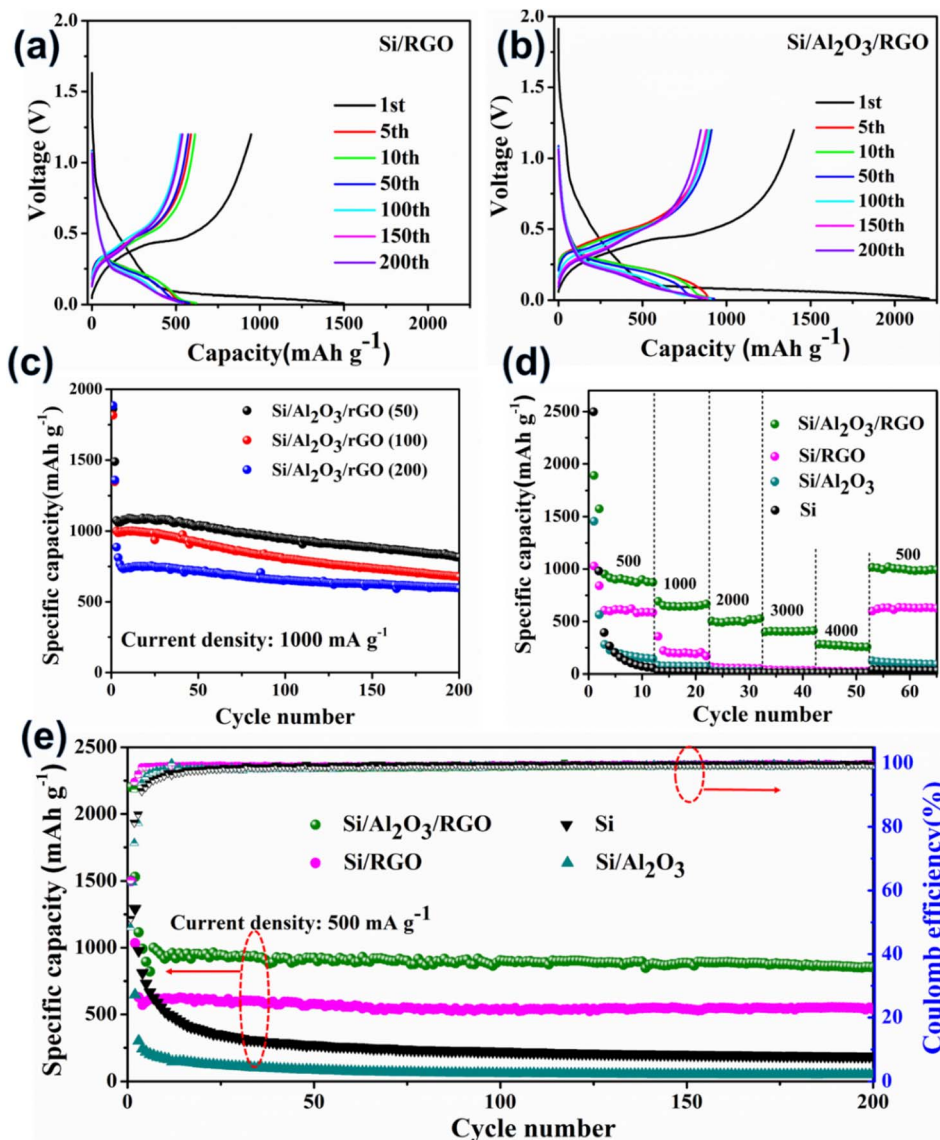 (a)
Si/RGO
1st
5th
10th
50th
100th
150th
200th
2.0
1.5
1.0
0.5
0.0
Voltage (V)
0 500 1000 1500 2000
Capacity(mAh g⁻¹)
(b)
Si/Al₂O₃/RGO
1st
5th
10th
50th
100th
150th
200th
2.0
1.5
1.0
0.5
0.0
Voltage (V)
0 500 1000 1500 2000
Capacity (mAh g⁻¹)
(c)
Si/Al₂O₃/rGO (50)
Si/Al₂O₃/rGO (100)
Si/Al₂O₃/rGO (200)
Current density: 1000 mA g⁻¹
2000
1500
1000
500
0
Specific capacity(mAh g⁻¹)
0 50 100 150 200
Cycle number
(d)
Si/Al₂O₃/RGO
Si/RGO
Si/Al₂O₃
Si
500 1000 2000 3000 4000 500
2500
2000
1500
1000
500
0
Specific capacity(mAh g⁻¹)
0 10 20 30 40 50 60
Cycle number
(e)
Si/Al₂O₃/RGO
Si
Si/RGO
Si/Al₂O₃
Current density: 500 mA g⁻¹
2500
2000
1500
1000
500
0
Specific capacity (mAh g⁻¹)
100
80
60
40
20
0
Coulomb efficiency(%)
0 50 100 150 200
Cycle number